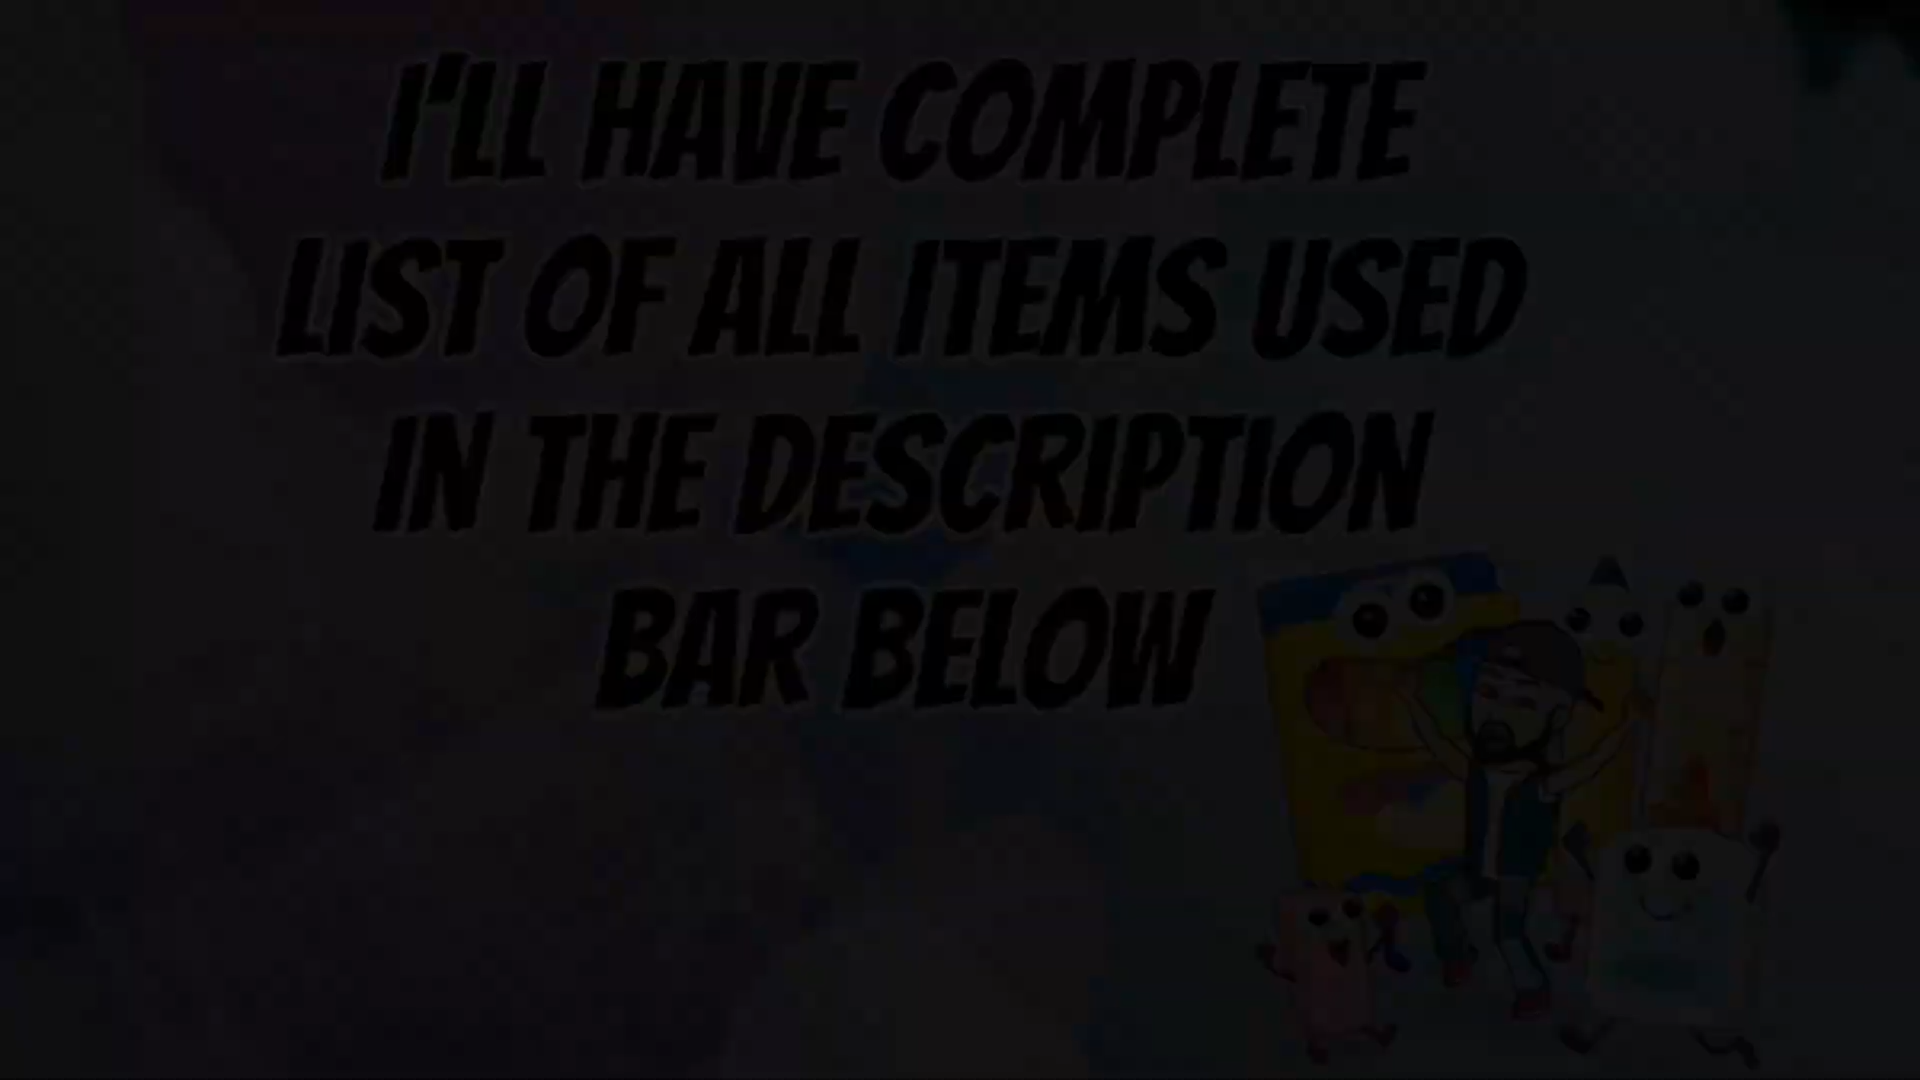 I'LL HAVE COMPLETE
LIST OF ALL ITEMS USED
IN THE DESCRIPTION
BAR BELOW